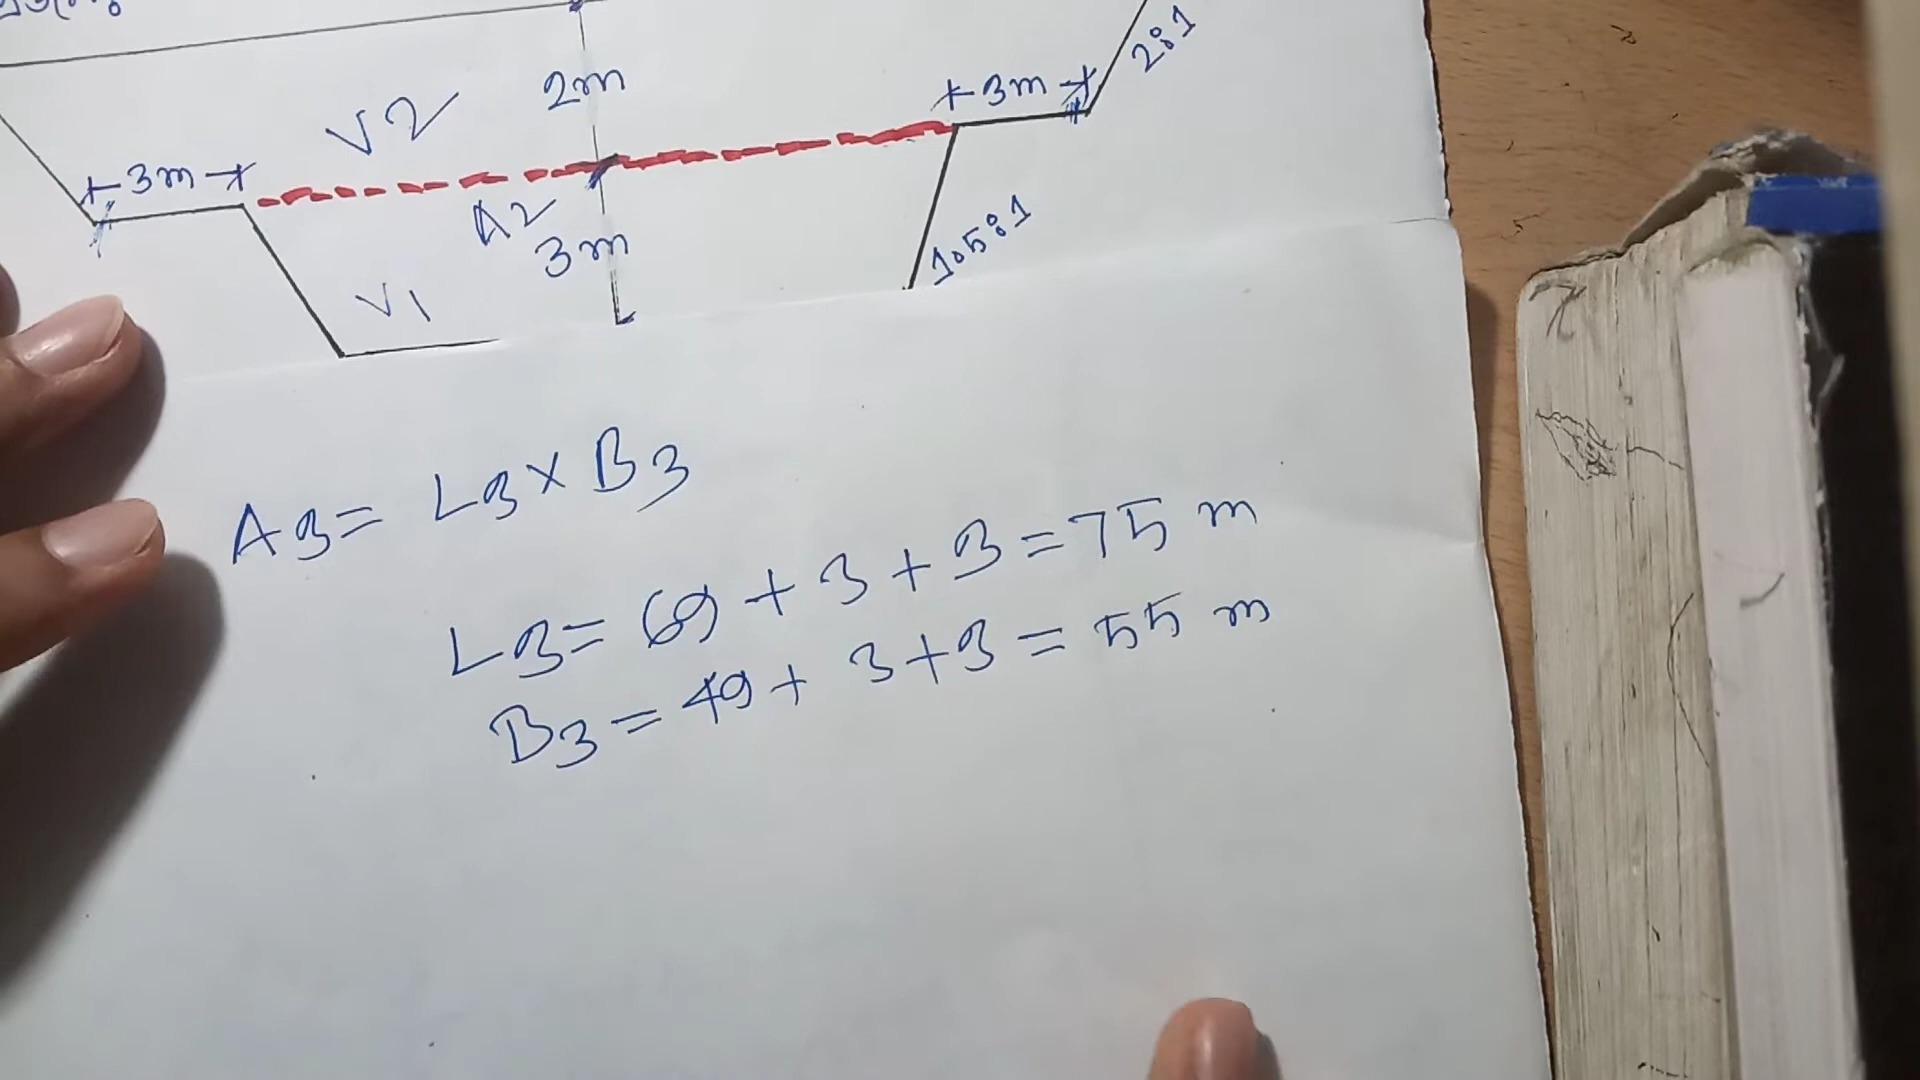 2m
2:1
3m
V2
3m
A2
3m
1.5:1
V1
A3= L3×B3
L3= 69+3+3=75 m
B3= 49+3+3= 55 m